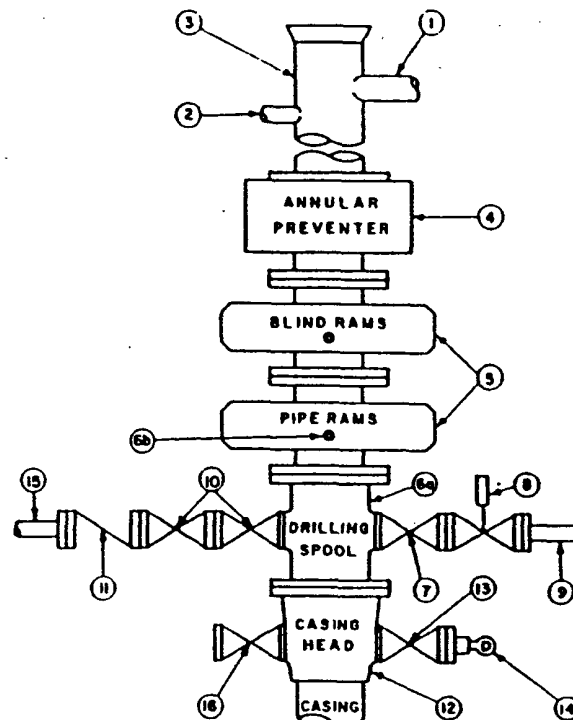 3
1
2
ANNULAR
PREVENTER
4
BLIND RAMS
5
PIPE RAMS
6b
15
10
6a
8
DRILLING
SPOOL
11
7
9
13
CASING
HEAD
16
12
14
CASING